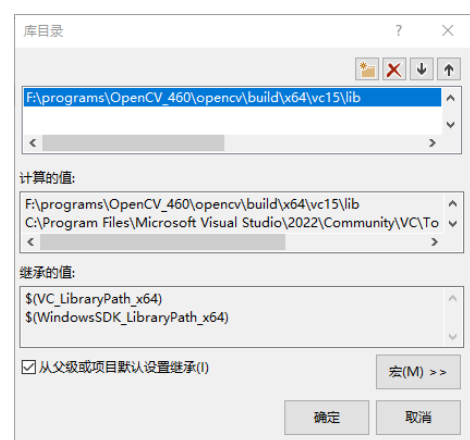 库目录
F:\programs\OpenCV_460\opencv\build\x64\vc15\lib
计算的值:
F:\programs\OpenCV_460\opencv\build\x64\vc15\lib
C:\Program Files\Microsoft Visual Studio\2022\Community\VC\To
继承的值:
$(VC_LibraryPath_x64)
$(WindowsSDK_LibraryPath_x64)
从父级或项目默认设置继承(I)
宏(M) >>
确定
取消